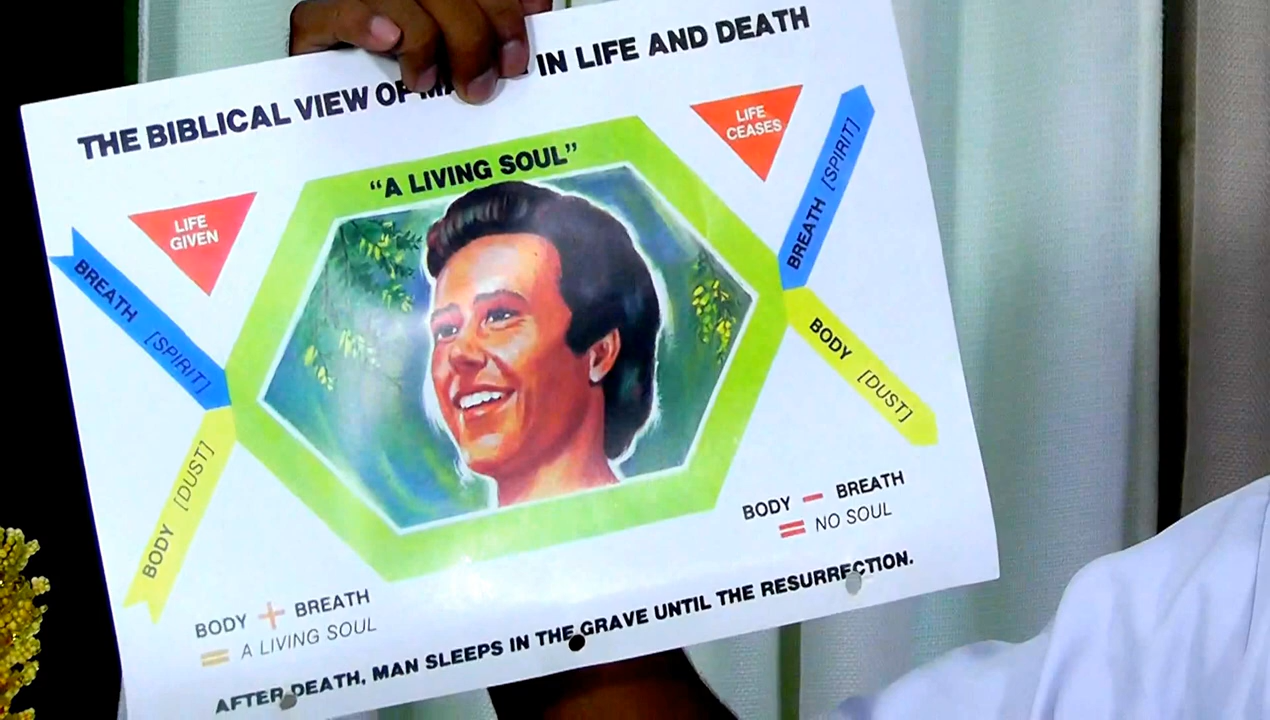 THE BIBLICAL VIEW OF IN LIFE AND DEATH
"A LIVING SOUL"
LIFE
GIVEN
BREATH [SPIRIT]
BODY [DUST]
LIFE
CEASES
BREATH [SPIRIT]
BODY [DUST]
BODY + BREATH
= A LIVING SOUL
BODY − BREATH
= NO SOUL
AFTER DEATH, MAN SLEEPS IN THE GRAVE UNTIL THE RESURRECTION.